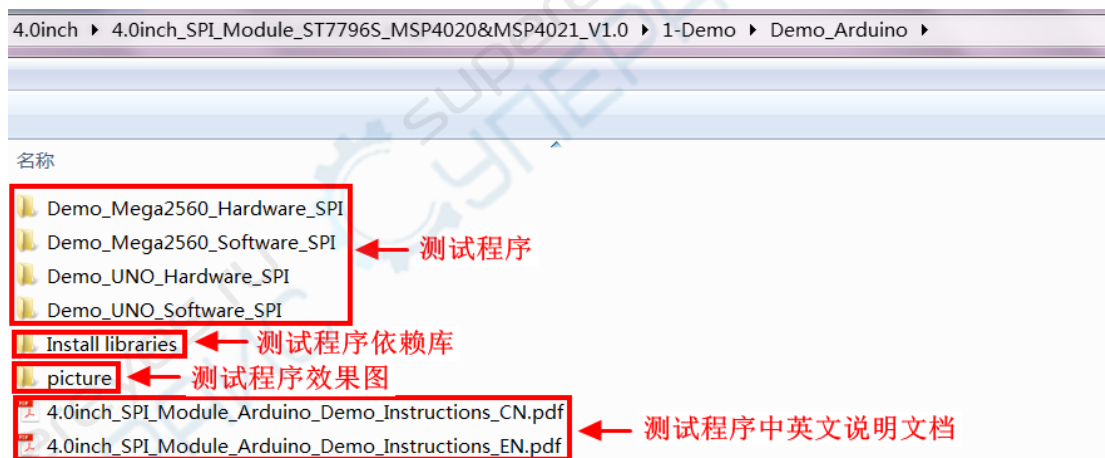 4.0inch ▸ 4.0inch_SPI_Module_ST7796S_MSP4020&MSP4021_V1.0 ▸ 1-Demo ▸ Demo_Arduino ▸
名称
Demo_Mega2560_Hardware_SPI
Demo_Mega2560_Software_SPI
测试程序
Demo_UNO_Hardware_SPI
Demo_UNO_Software_SPI
Install libraries 测试程序依赖库
picture 测试程序效果图
4.0inch_SPI_Module_Arduino_Demo_Instructions_CN.pdf
测试程序中英文说明文档
4.0inch_SPI_Module_Arduino_Demo_Instructions_EN.pdf